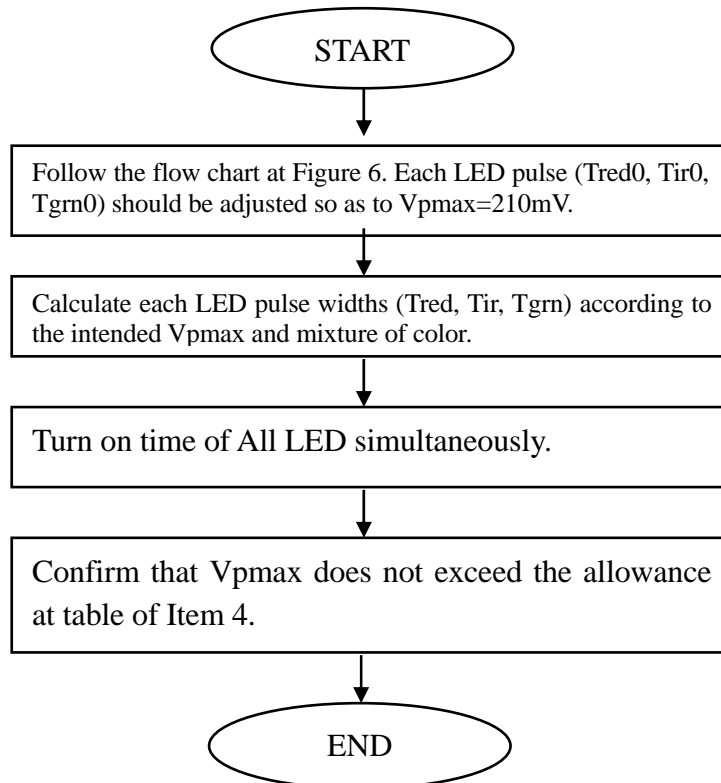 START
Follow the flow chart at Figure 6. Each LED pulse (Tred0, Tir0,
Tgrn0) should be adjusted so as to Vpmax=210mV.
Calculate each LED pulse widths (Tred, Tir, Tgrn) according to
the intended Vpmax and mixture of color.
Turn on time of All LED simultaneously.
Confirm that Vpmax does not exceed the allowance
at table of Item 4.
END